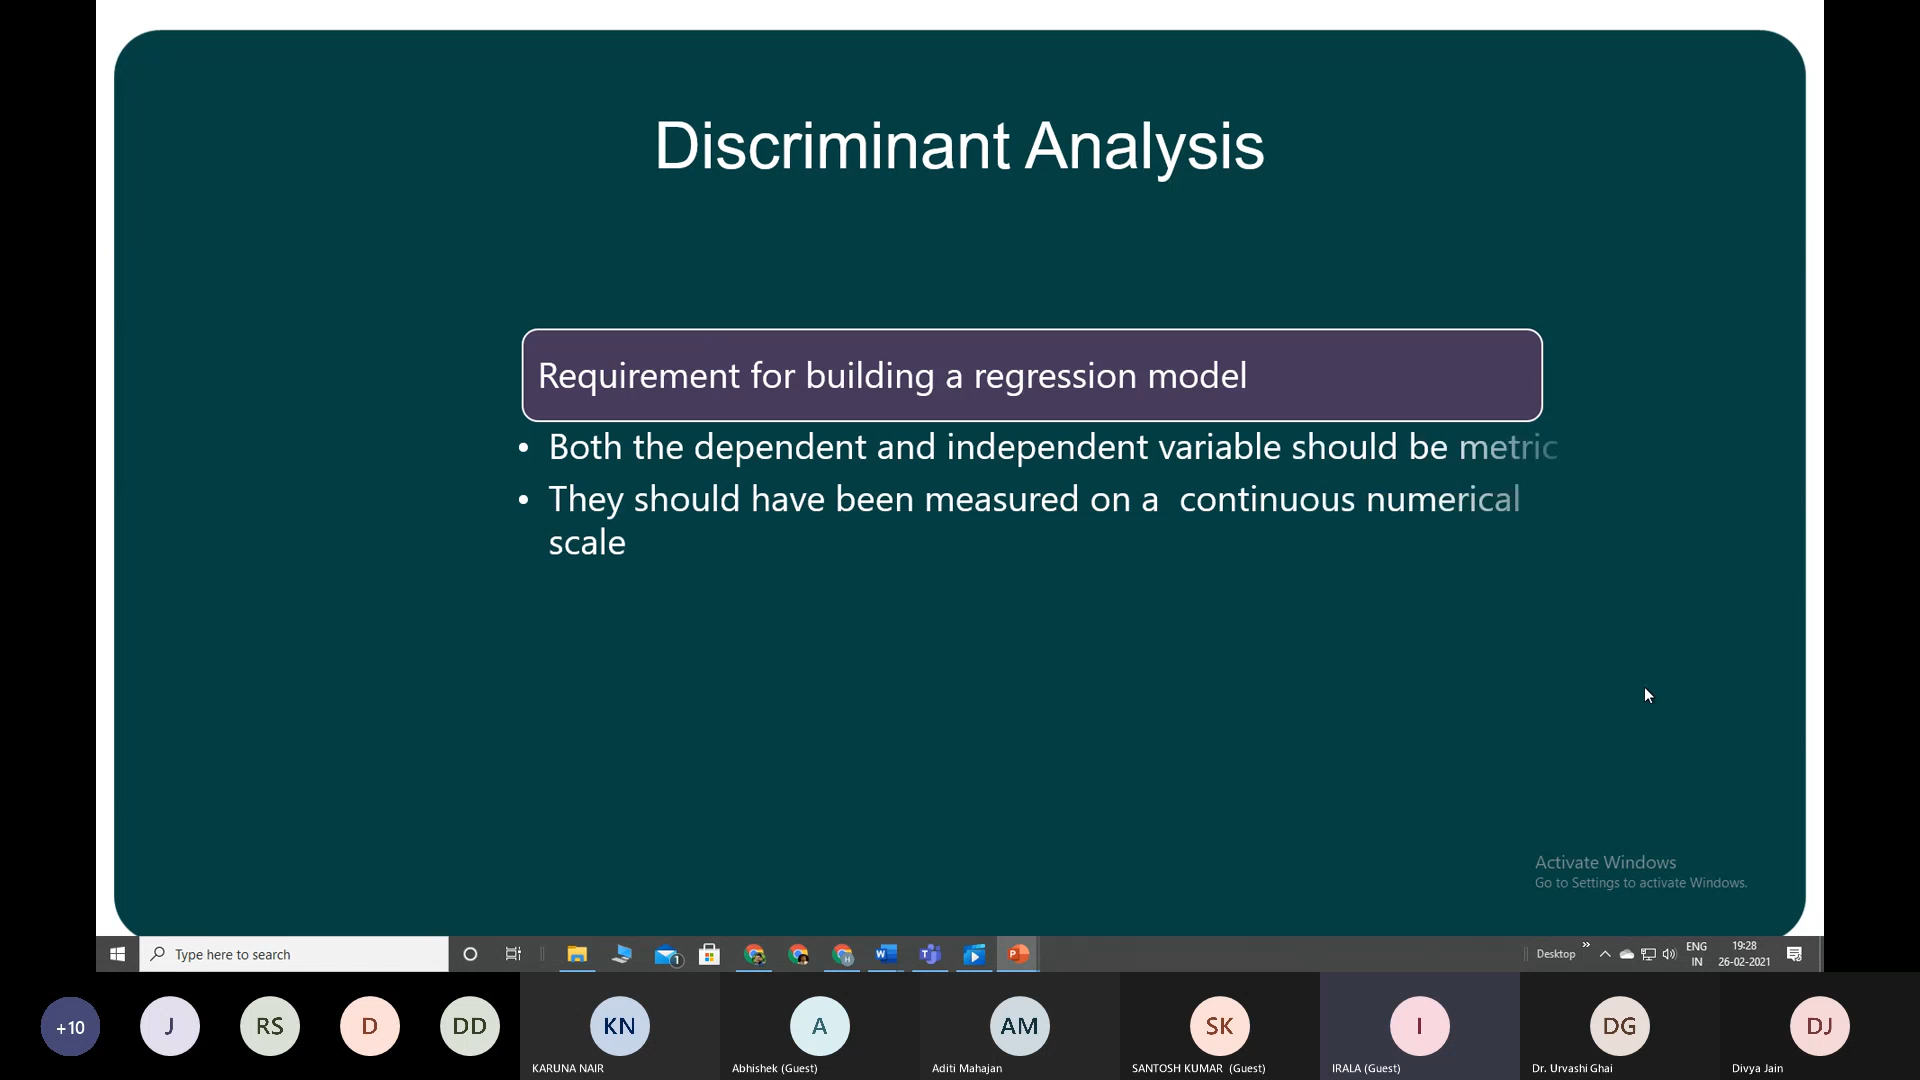 Discriminant Analysis
Requirement for building a regression model
• Both the dependent and independent variable should be metric
• They should have been measured on a  continuous numerical
scale
Activate Windows
Go to Settings to activate Windows.
Type here to search
1
W
T
P
H
Desktop
»
ENG
IN
19:28
26-02-2021
+10
J
RS
D
DD
KN
KARUNA NAIR
A
Abhishek (Guest)
AM
Aditi Mahajan
SK
SANTOSH KUMAR (Guest)
I
IRALA (Guest)
DG
Dr. Urvashi Ghai
DJ
Divya Jain